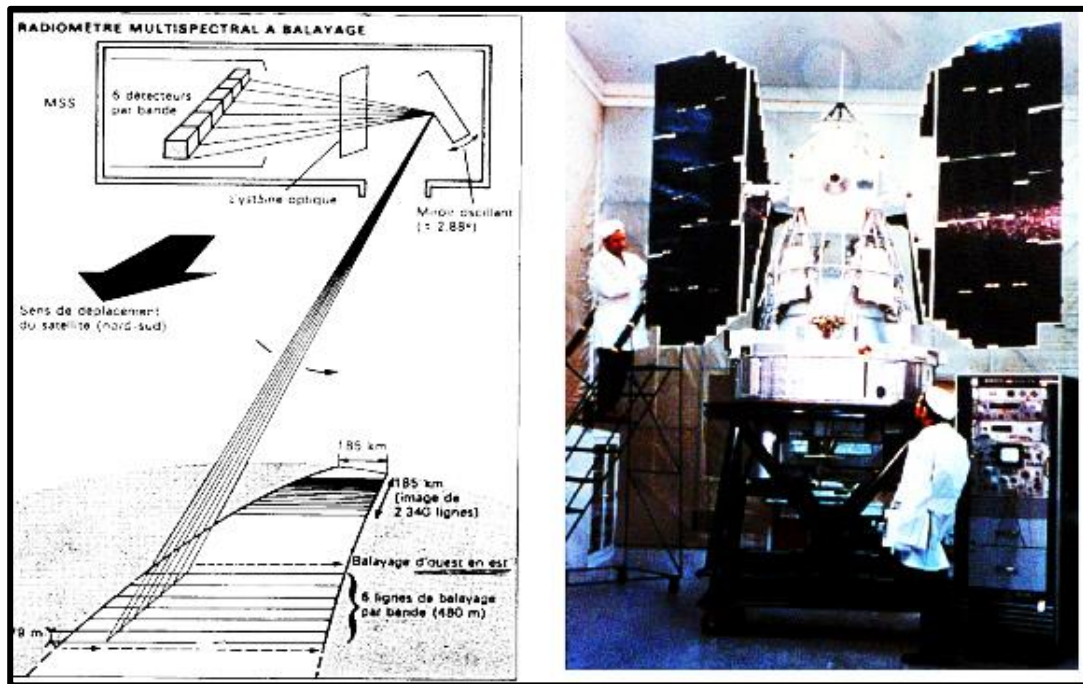 RADIOMÈTRE MULTISPECTRAL A BALAYAGE
MSS
6 détecteurs
par bande
Système optique
Miroir oscillant
(± 2.88°)
Sens de déplacement
du satellite (nord-sud)
185 km
185 km
[image de
2 340 lignes]
Balayage d'ouest en est
6 lignes de balayage
par bande (480 m)
79 m